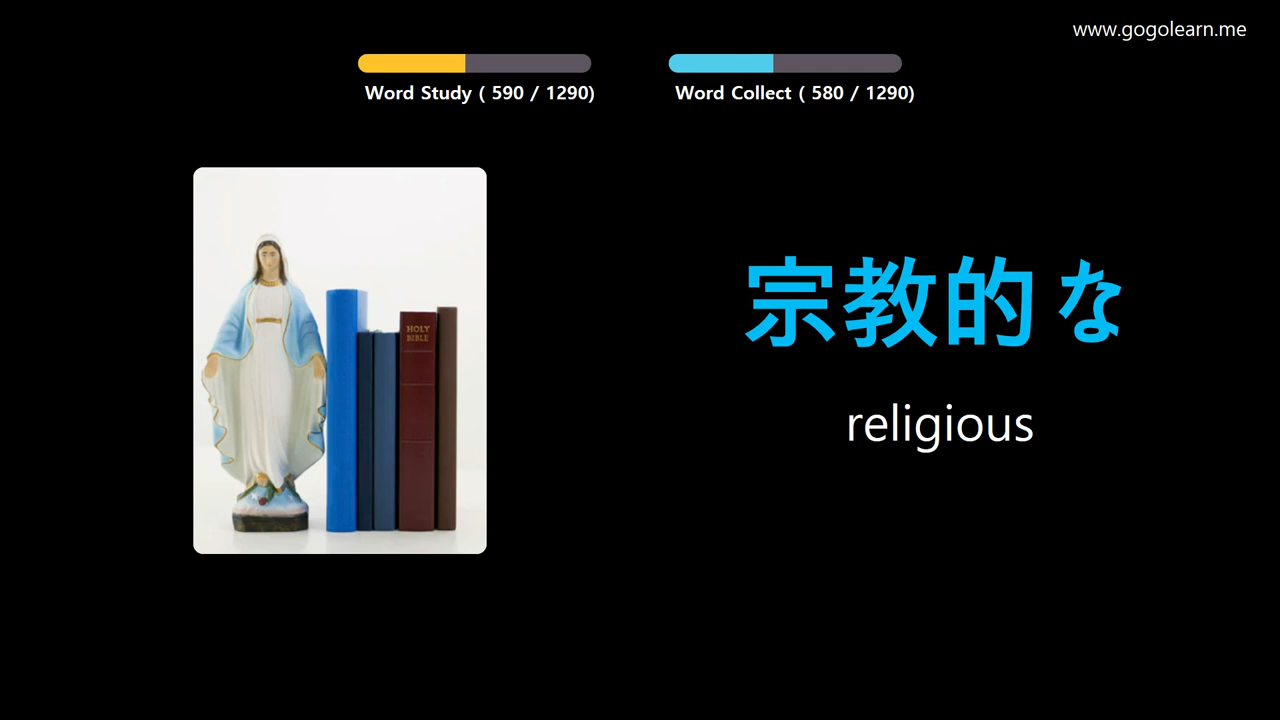 www.gogolearn.me
Word Study ( 590 / 1290)
Word Collect ( 580 / 1290)
HOLY
BIBLE
宗教的な
religious